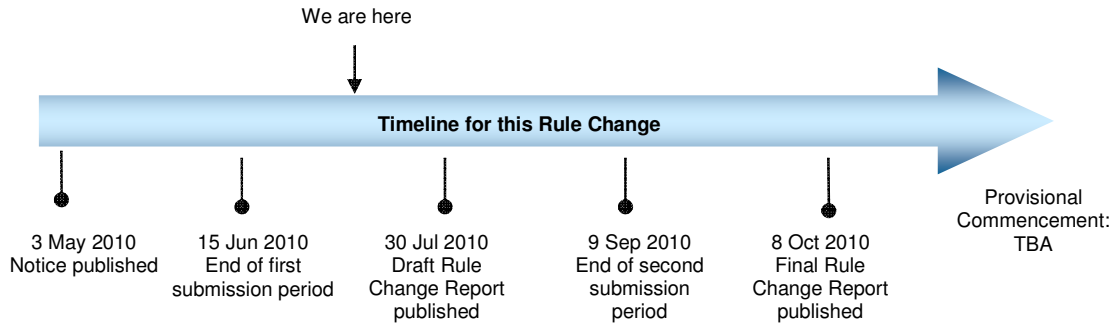 We are here
Timeline for this Rule Change
3 May 2010
Notice published
15 Jun 2010
End of first
submission period
30 Jul 2010
Draft Rule
Change Report
published
9 Sep 2010
End of second
submission
period
8 Oct 2010
Final Rule
Change Report
published
Provisional
Commencement:
TBA